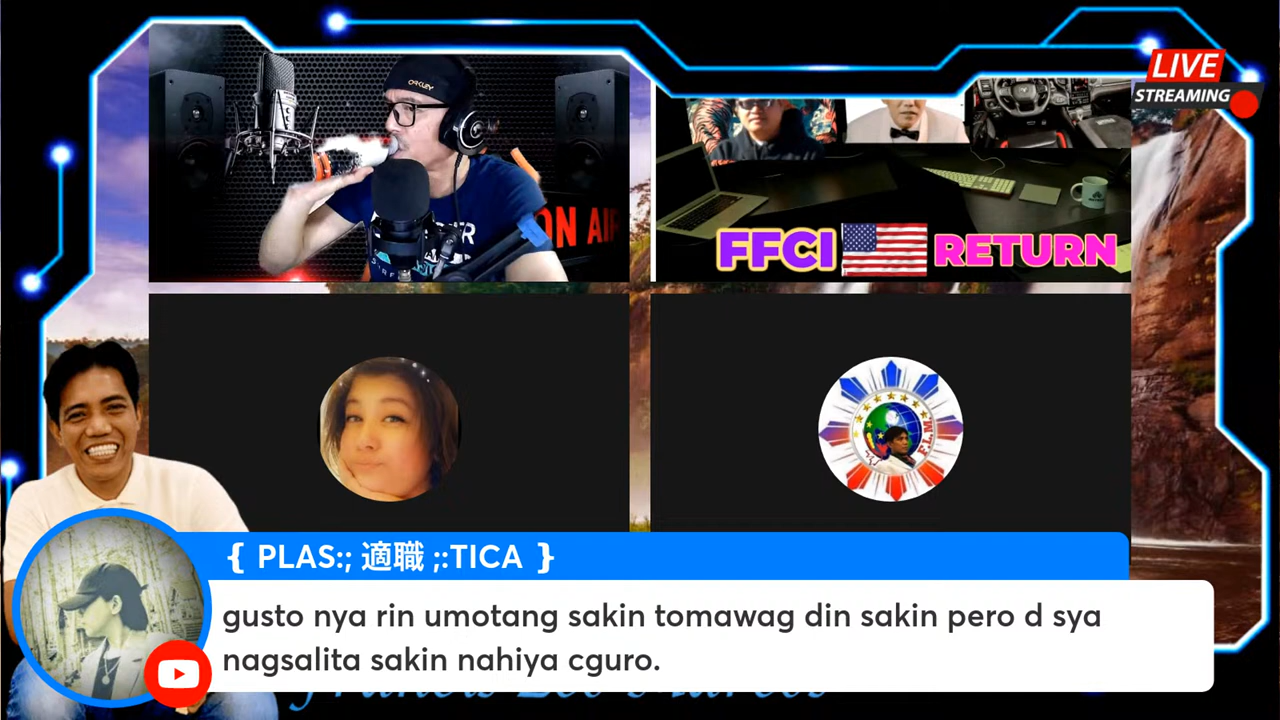 LIVE
STREAMING
OAKLEY
ON AIR
FFCI RETURN
F.L.M
❴ PLAS:; 適職 ;:TICA ❵
gusto nya rin umotang sakin tomawag din sakin pero d sya
nagsalita sakin nahiya cguro.